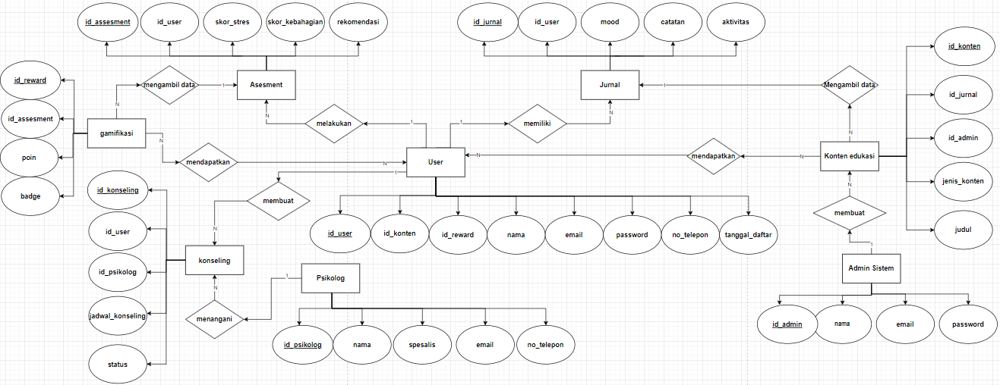 id_assesment
id_user
skor_stres
skor_kebahagian
rekomendasi
id_jurnal
id_user
mood
catatan
aktivitas
id_konten
id_reward
mengambil data
1
Asesment
Jurnal
1
Mengambil data
id_jurnal
N
N
id_assesment
gamifikasi
N
melakukan
1
1
memiliki
N
N
id_admin
N
poin
mendapatkan
N
User
N
mendapatkan
N
Konten edukasi
1
badge
id_konseling
membuat
N
jenis_konten
membuat
id_user
N
id_user
id_konten
id_reward
nama
email
password
no_telepon
tanggal_daftar
judul
1
konseling
id_psikolog
Psikolog
1
N
Admin Sistem
jadwal_konseling
menangani
id_psikolog
nama
spesalis
email
no_telepon
id_admin
nama
email
password
status